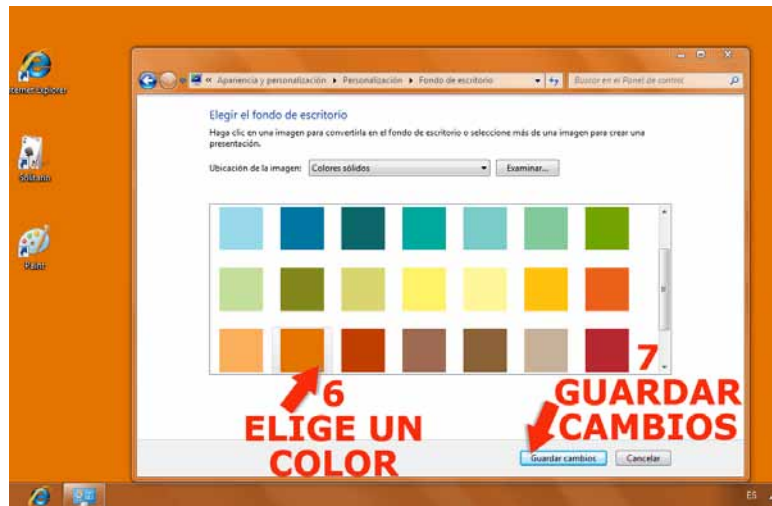 Internet Explorer
Solitario
Paint
« Apariencia y personalización ▸ Personalización ▸ Fondo de escritorio
Buscar en el Panel de control
Elegir el fondo de escritorio
Haga clic en una imagen para convertirla en el fondo de escritorio o seleccione más de una imagen para crear una
presentación.
Ubicación de la imagen: Colores sólidos Examinar...
6
ELIGE UN
COLOR
7
GUARDAR
CAMBIOS
Guardar cambios Cancelar
ES